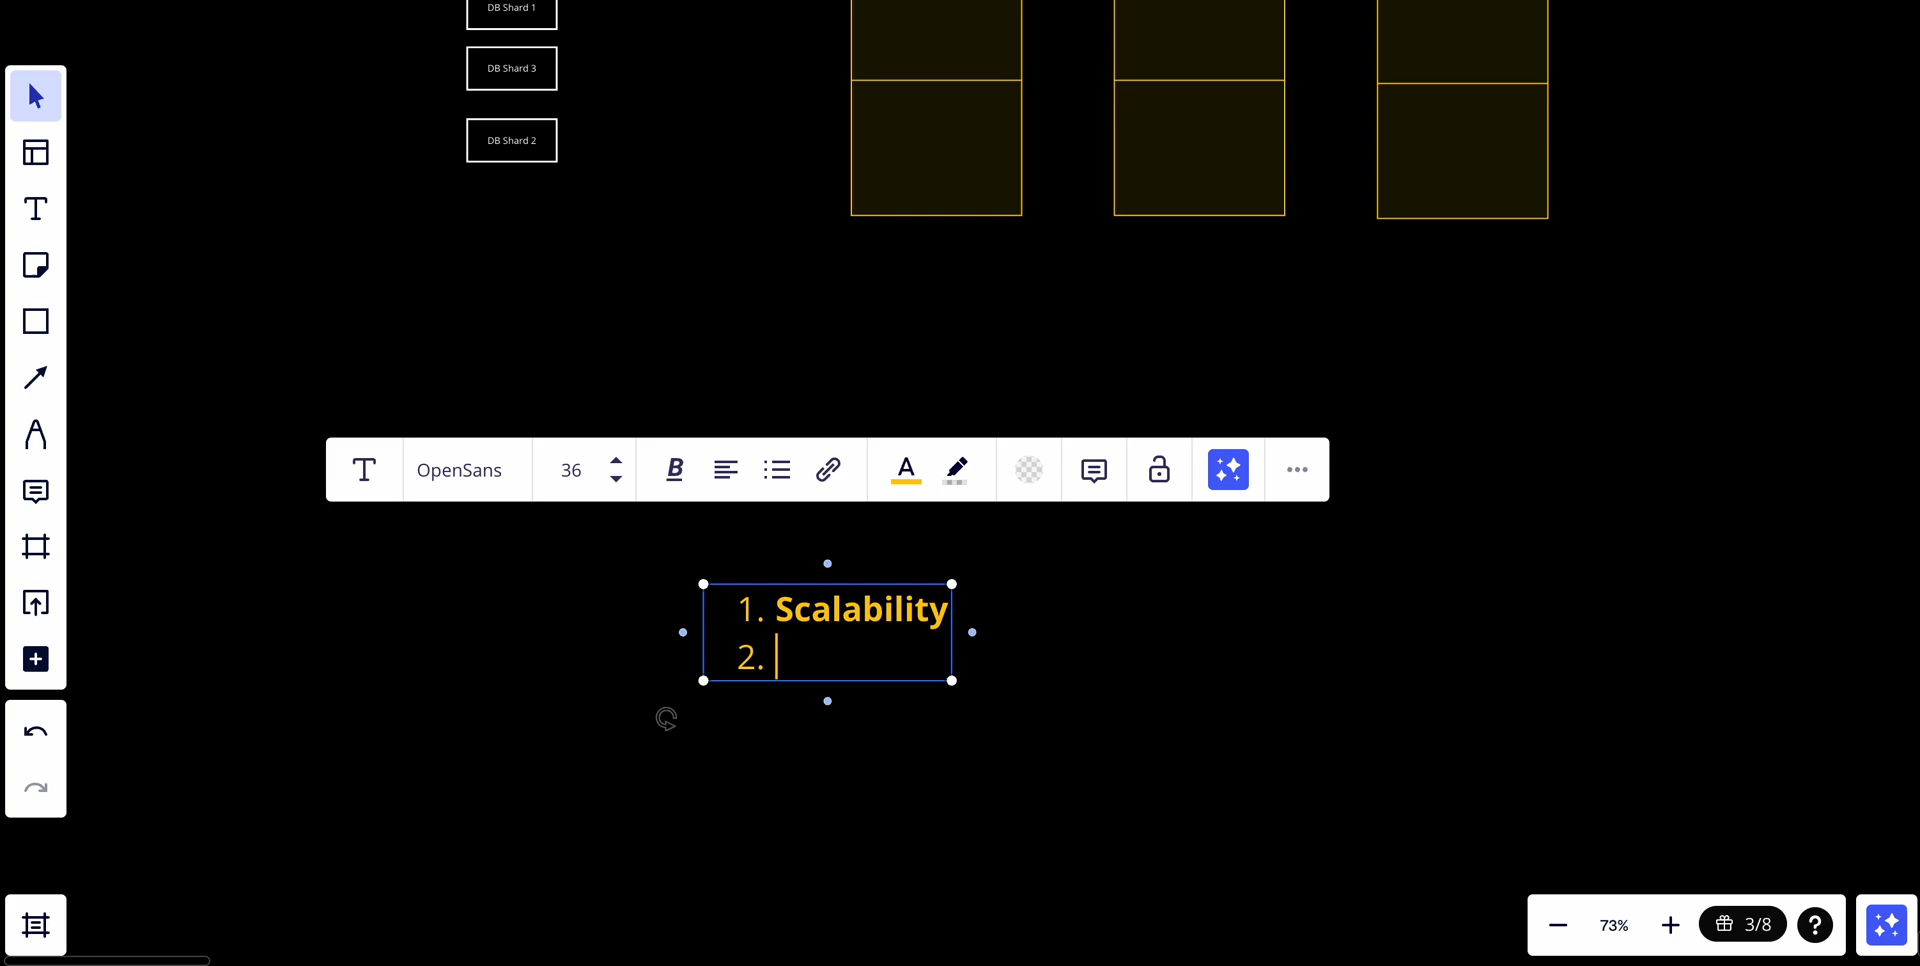 DB Shard 1
DB Shard 3
DB Shard 2
OpenSans
36
B
A
1. Scalability
2.
73%
3/8
?